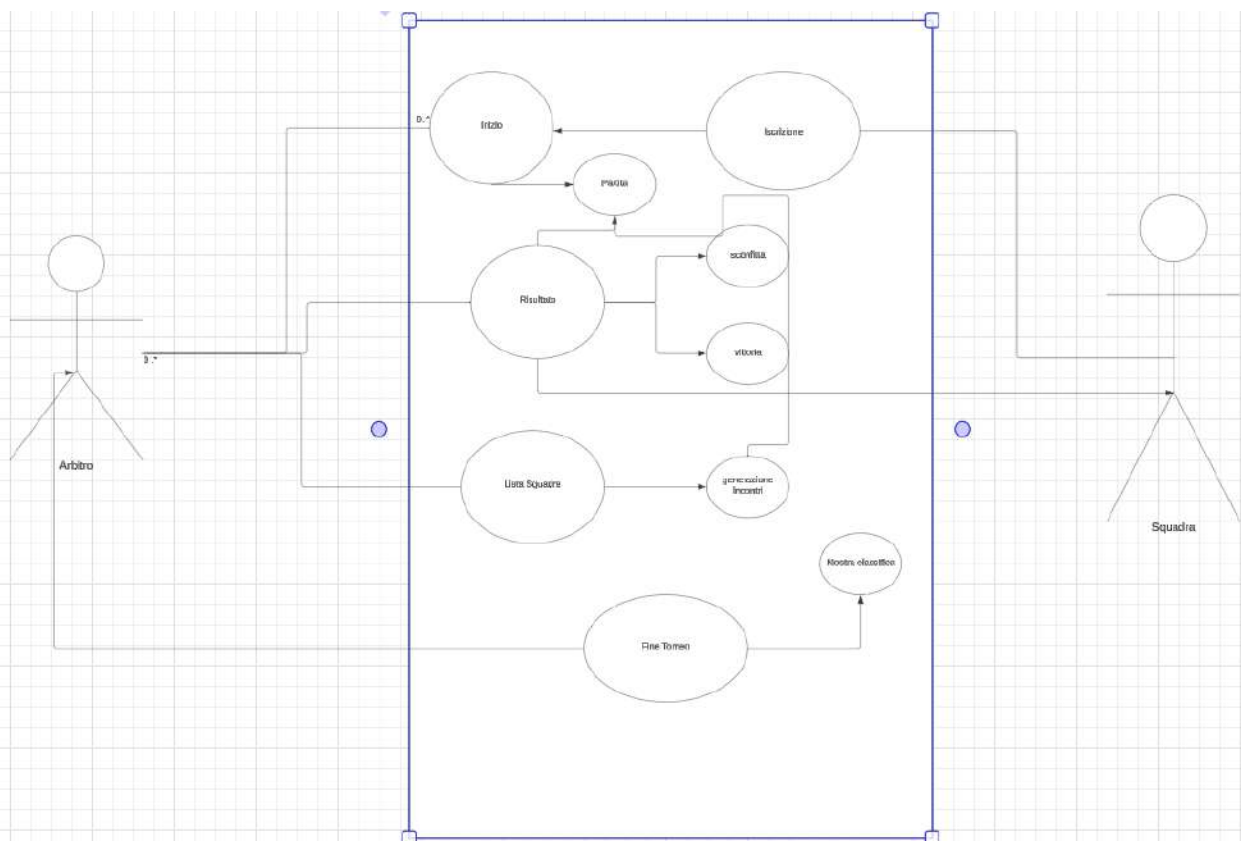 0..*
Inizio
Iscrizione
Partita
sconfitta
Risultato
vittoria
0..*
Arbitro
Lista Squadre
generazione
incontri
Squadra
Mostra classifica
Fine Torneo